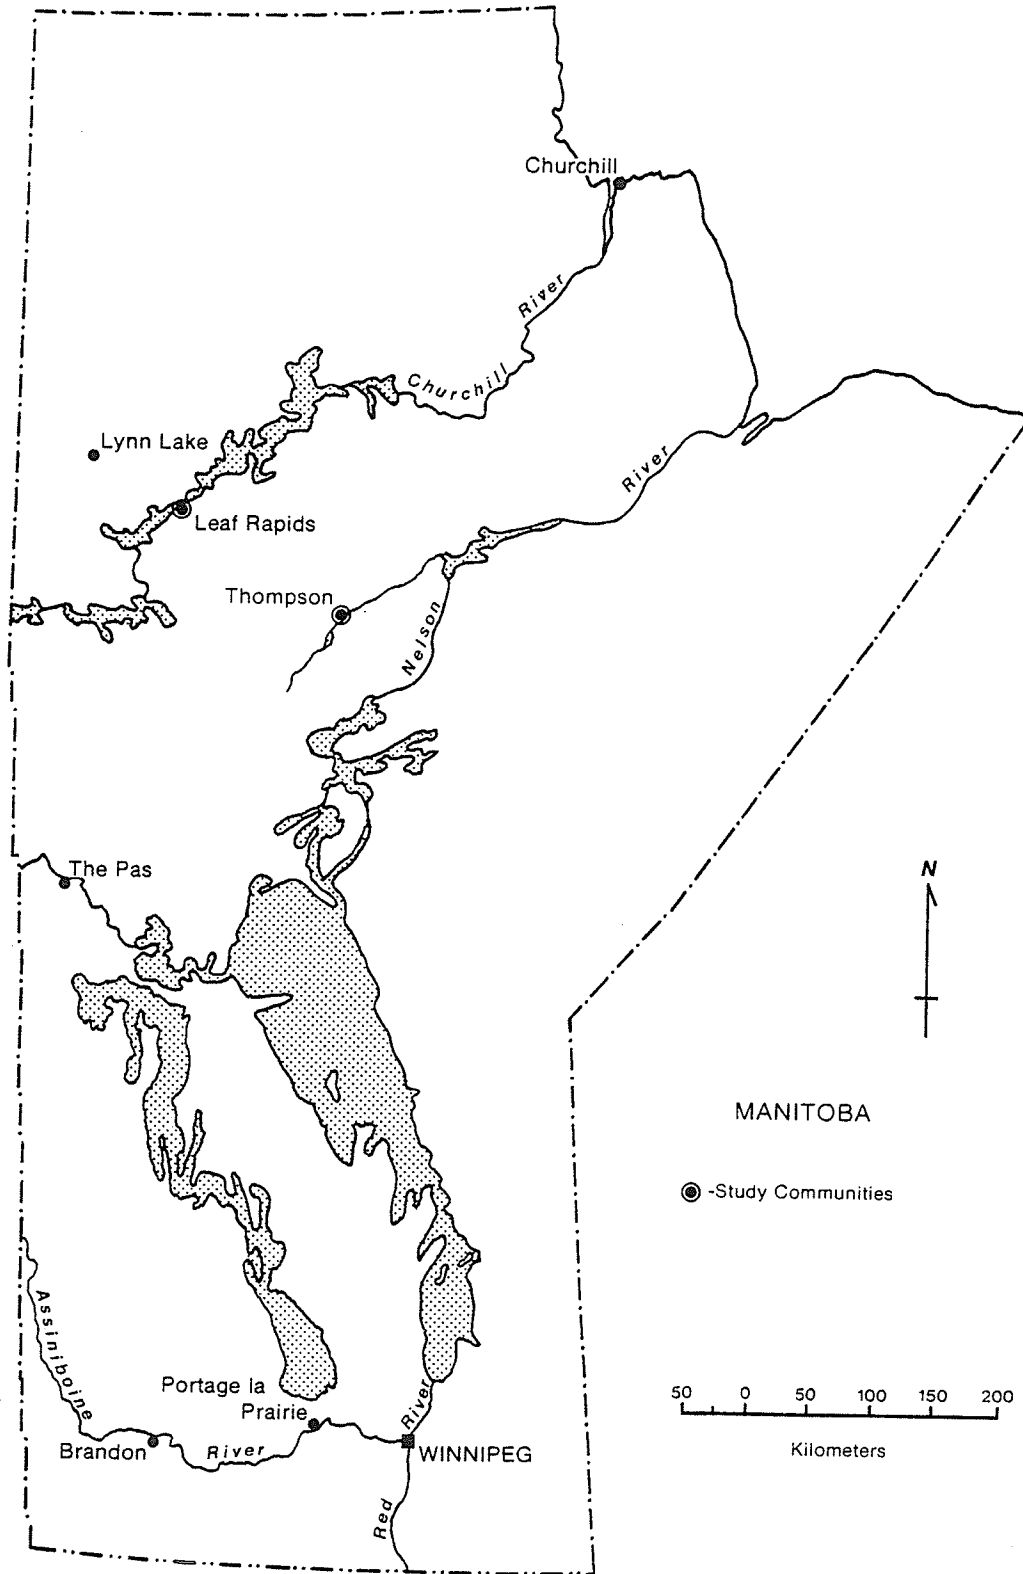 Churchill
River
Churchill
Lynn Lake
River
Leaf Rapids
Thompson
Nelson
The Pas
N
MANITOBA
-Study Communities
Assiniboine
Portage la
Prairie
River
Brandon
River
WINNIPEG
Red
50 0 50 100 150 200
Kilometers